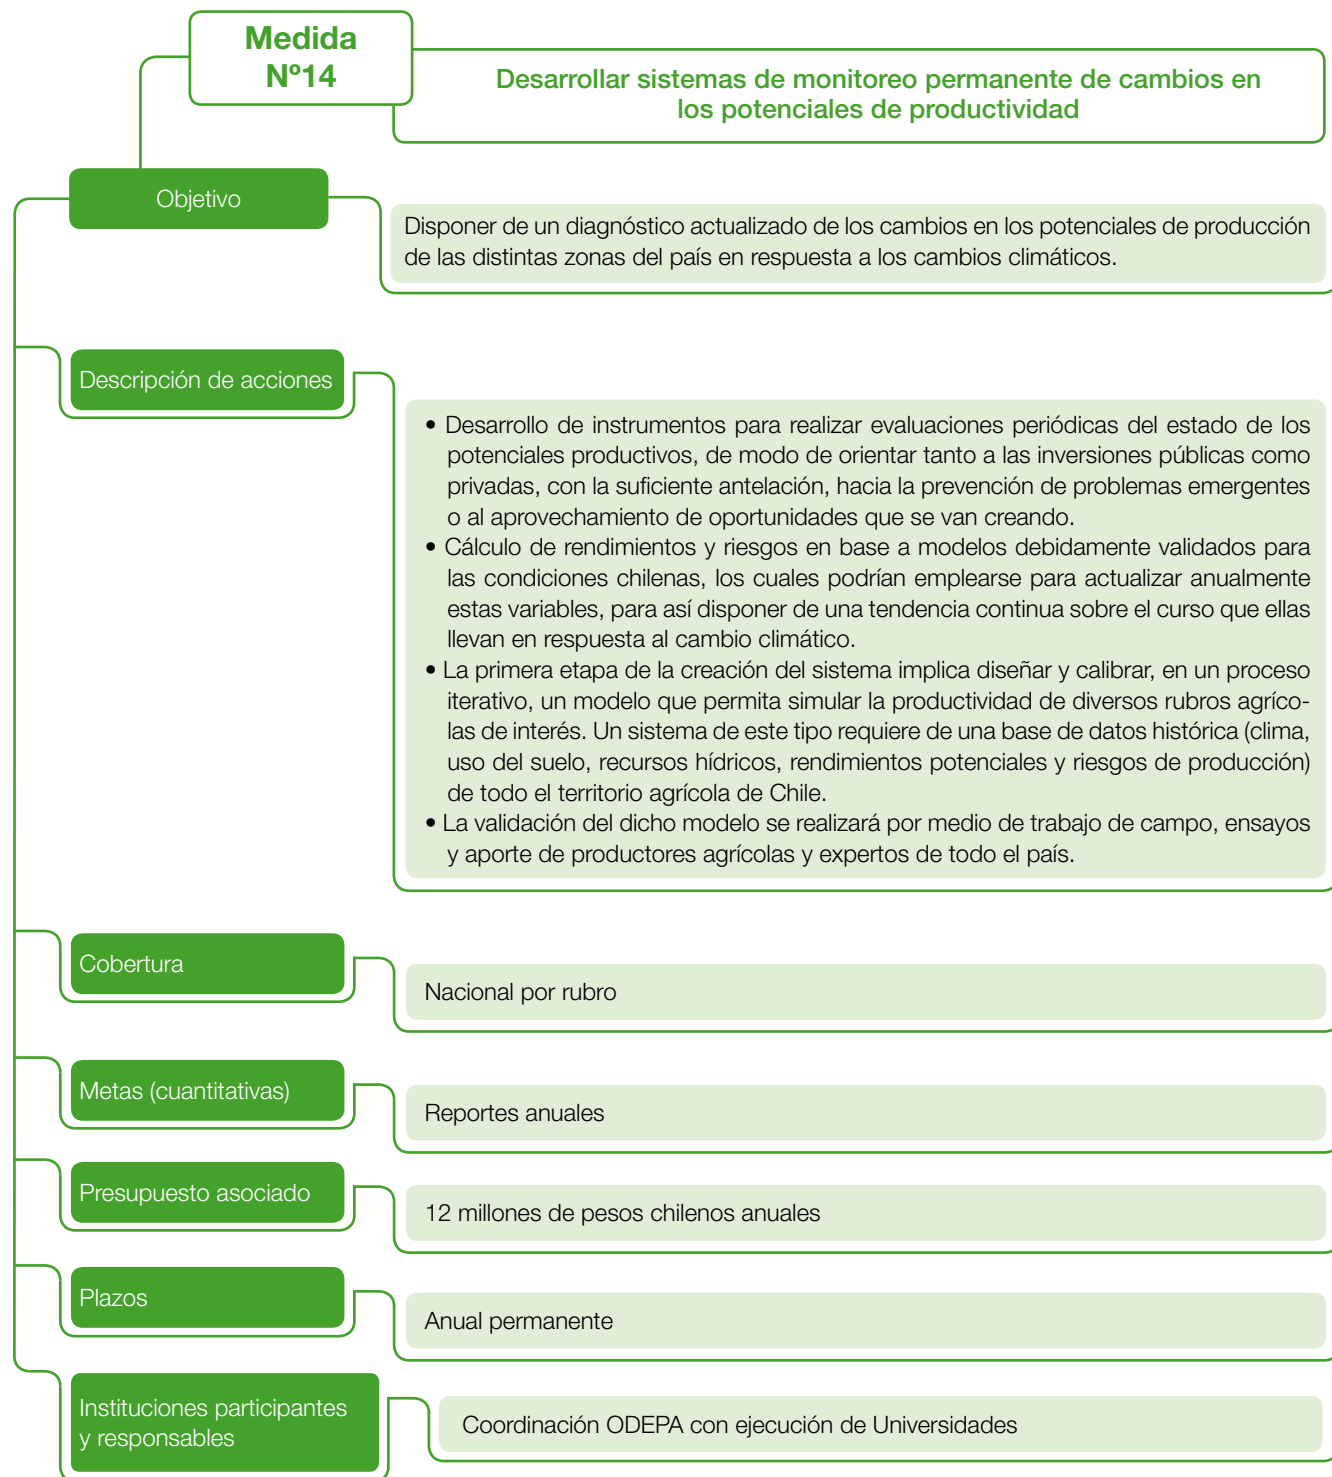 Medida
Nº14
Desarrollar sistemas de monitoreo permanente de cambios en
los potenciales de productividad
Objetivo
Disponer de un diagnóstico actualizado de los cambios en los potenciales de producción
de las distintas zonas del país en respuesta a los cambios climáticos.
Descripción de acciones
• Desarrollo de instrumentos para realizar evaluaciones periódicas del estado de los
potenciales productivos, de modo de orientar tanto a las inversiones públicas como
privadas, con la suficiente antelación, hacia la prevención de problemas emergentes
o al aprovechamiento de oportunidades que se van creando.
• Cálculo de rendimientos y riesgos en base a modelos debidamente validados para
las condiciones chilenas, los cuales podrían emplearse para actualizar anualmente
estas variables, para así disponer de una tendencia continua sobre el curso que ellas
llevan en respuesta al cambio climático.
• La primera etapa de la creación del sistema implica diseñar y calibrar, en un proceso
iterativo, un modelo que permita simular la productividad de diversos rubros agríco-
las de interés. Un sistema de este tipo requiere de una base de datos histórica (clima,
uso del suelo, recursos hídricos, rendimientos potenciales y riesgos de producción)
de todo el territorio agrícola de Chile.
• La validación del dicho modelo se realizará por medio de trabajo de campo, ensayos
y aporte de productores agrícolas y expertos de todo el país.
Cobertura
Nacional por rubro
Metas (cuantitativas)
Reportes anuales
Presupuesto asociado
12 millones de pesos chilenos anuales
Plazos
Anual permanente
Instituciones participantes
y responsables
Coordinación ODEPA con ejecución de Universidades